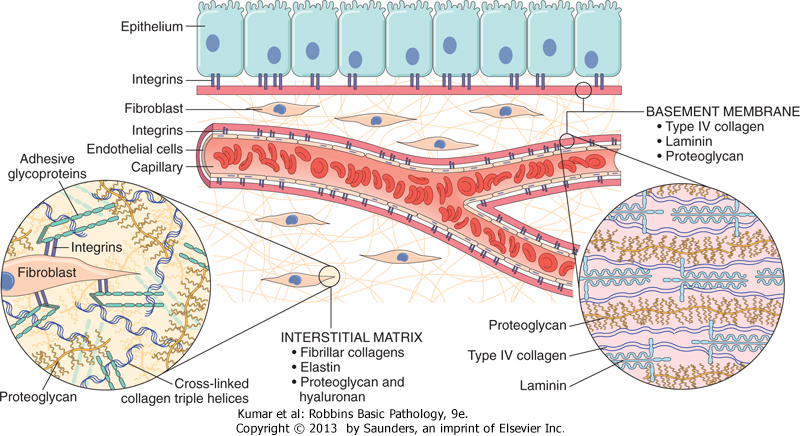 Epithelium
Integrins
Fibroblast
Integrins
Endothelial cells
Capillary
BASEMENT MEMBRANE
• Type IV collagen
• Laminin
• Proteoglycan
Adhesive
glycoproteins
Integrins
Fibroblast
Proteoglycan
Cross-linked
collagen triple helices
INTERSTITIAL MATRIX
• Fibrillar collagens
• Elastin
• Proteoglycan and
hyaluronan
Proteoglycan
Type IV collagen
Laminin
Kumar et al: Robbins Basic Pathology, 9e.
Copyright © 2013 by Saunders, an imprint of Elsevier Inc.